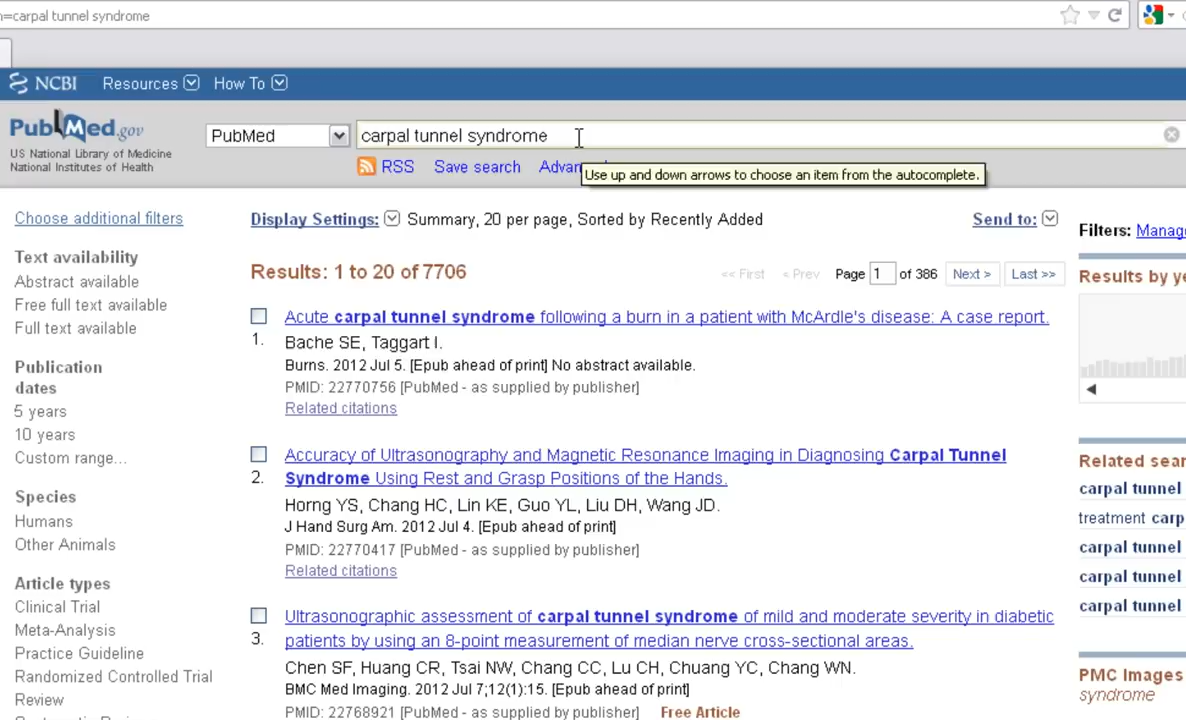 n=carpal tunnel syndrome
NCBI Resources How To
PubMed.gov
US National Library of Medicine
National Institutes of Health
PubMed
carpal tunnel syndrome
RSS Save search
Use up and down arrows to choose an item from the autocomplete.
Choose additional filters
Text availability
Abstract available
Free full text available
Full text available
Publication
dates
5 years
10 years
Custom range...
Species
Humans
Other Animals
Article types
Clinical Trial
Meta-Analysis
Practice Guideline
Randomized Controlled Trial
Review
Display Settings: Summary, 20 per page, Sorted by Recently Added
Send to:
Results: 1 to 20 of 7706
<< First < Prev Page 1 of 386 Next > Last >>
Acute carpal tunnel syndrome following a burn in a patient with McArdle's disease: A case report.
1. Bache SE, Taggart I.
Burns. 2012 Jul 5. [Epub ahead of print] No abstract available.
PMID: 22770756 [PubMed - as supplied by publisher]
Related citations
Accuracy of Ultrasonography and Magnetic Resonance Imaging in Diagnosing Carpal Tunnel
2. Syndrome Using Rest and Grasp Positions of the Hands.
Horng YS, Chang HC, Lin KE, Guo YL, Liu DH, Wang JD.
J Hand Surg Am. 2012 Jul 4. [Epub ahead of print]
PMID: 22770417 [PubMed - as supplied by publisher]
Related citations
Ultrasonographic assessment of carpal tunnel syndrome of mild and moderate severity in diabetic
3. patients by using an 8-point measurement of median nerve cross-sectional areas.
Chen SF, Huang CR, Tsai NW, Chang CC, Lu CH, Chuang YC, Chang WN.
BMC Med Imaging. 2012 Jul 7;12(1):15. [Epub ahead of print]
PMID: 22768921 [PubMed - as supplied by publisher] Free Article
Filters:
Results by
carpal tunnel
treatment
carpal tunnel
carpal tunnel
carpal tunnel
PMC Images
syndrome